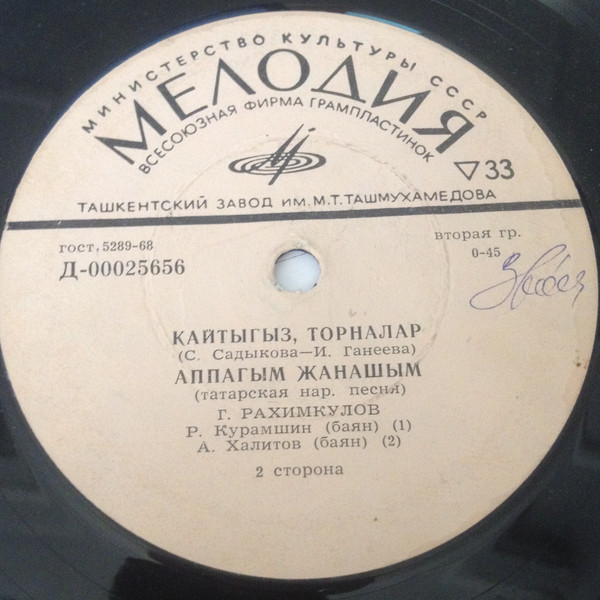 МИНИСТЕРСТВО КУЛЬТУРЫ СССР
МЕЛОДИЯ
ВСЕСОЮЗНАЯ ФИРМА ГРАМПЛАСТИНОК
33
ТАШКЕНТСКИЙ ЗАВОД ИМ. М.Т. ТАШМУХАМЕДОВА
гост. 5289-68
вторая гр.
Д-00025656
0-45
КАЙТЫГЫЗ, ТОРНАЛАР
(С. Садыкова—И. Ганеева)
АППАГЫМ ЖАНАШЫМ
(татарская нар. песня)
Г. РАХИМКУЛОВ
Р. Курамшин (баян) (1)
А. Халитов (баян) (2)
2 сторона